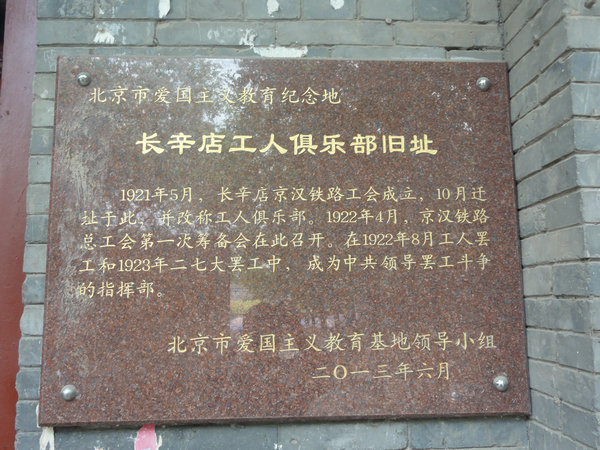 北京市爱国主义教育纪念地
长辛店工人俱乐部旧址
1921年5月，长辛店京汉铁路工会成立，10月迁
址于此，并改称工人俱乐部。1922年4月，京汉铁路
总工会第一次筹备会在此召开。在1922年8月工人罢
工和1923年二七大罢工中，成为中共领导罢工斗争
的指挥部。
北京市爱国主义教育基地领导小组
二〇一三年六月